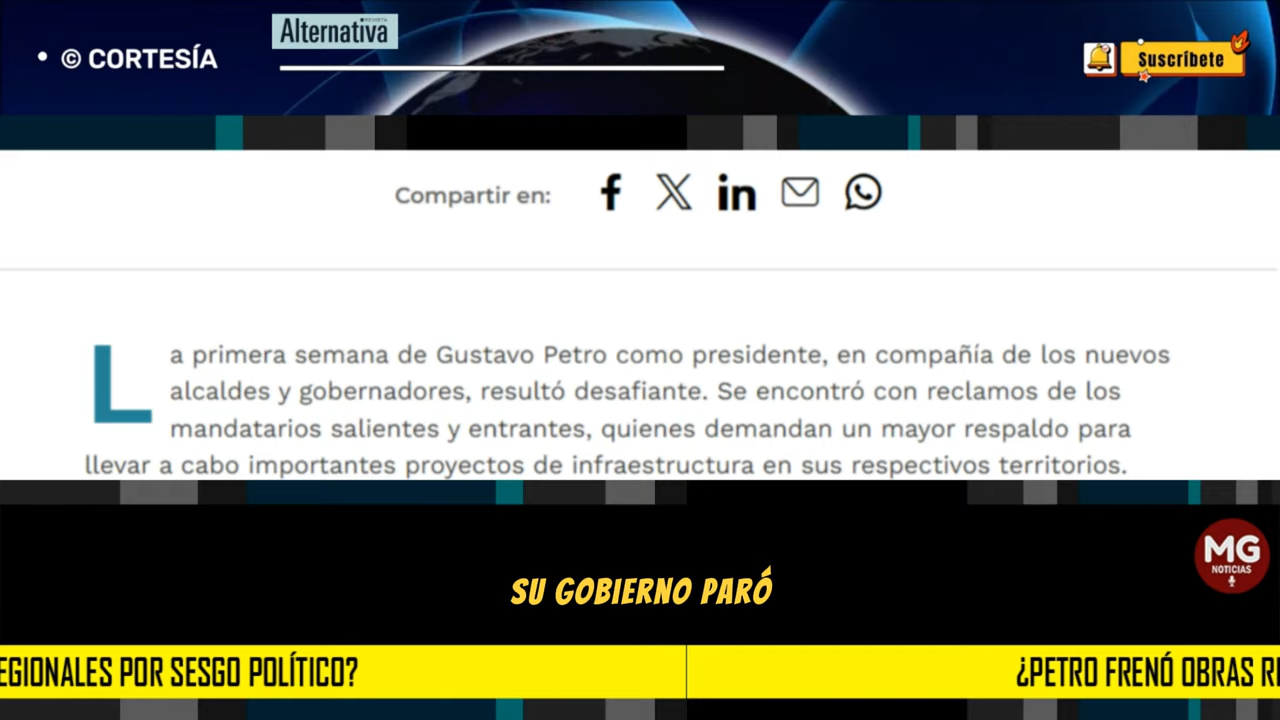 • © CORTESÍA
REVISTA
Alternativa
Suscríbete
Compartir en:
La primera semana de Gustavo Petro como presidente, en compañía de los nuevos
alcaldes y gobernadores, resultó desafiante. Se encontró con reclamos de los
mandatarios salientes y entrantes, quienes demandan un mayor respaldo para
llevar a cabo importantes proyectos de infraestructura en sus respectivos territorios.
MG
NOTICIAS
SU GOBIERNO PARÓ
EGIONALES POR SESGO POLÍTICO? ¿PETRO FRENÓ OBRAS RE